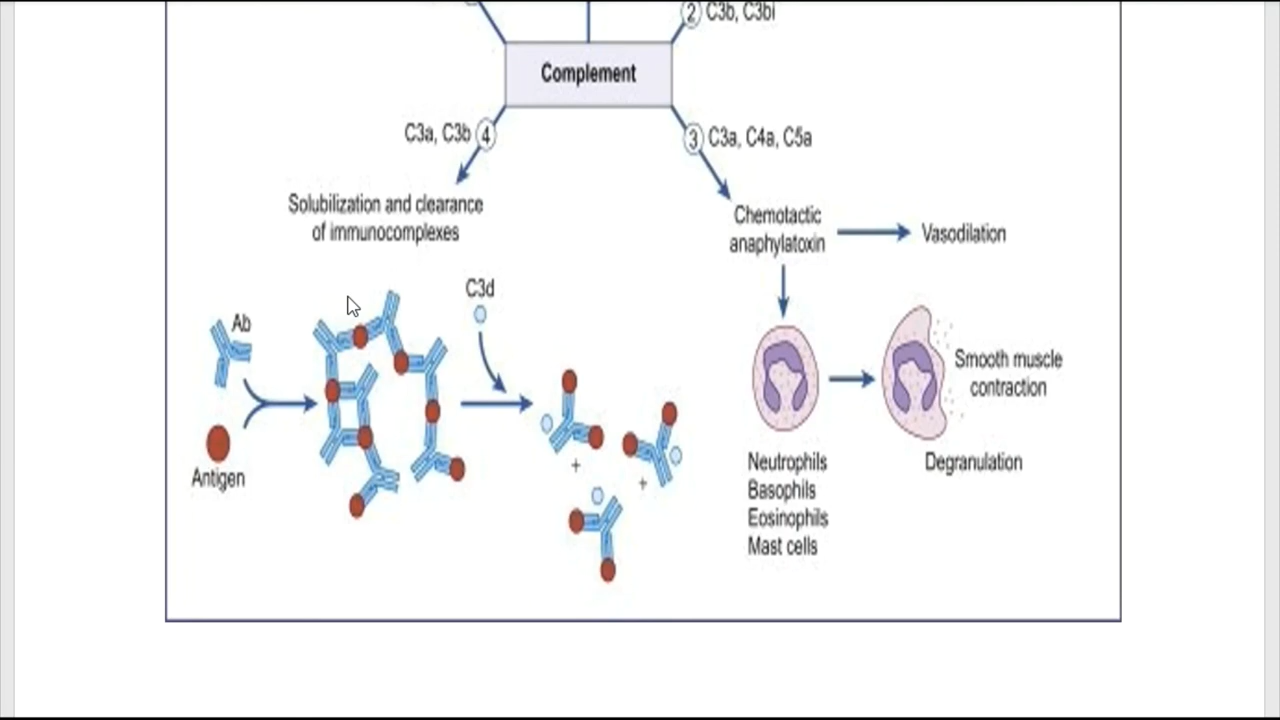 2 C3b, C3bi
Complement
C3a, C3b 4
3 C3a, C4a, C5a
Solubilization and clearance
of immunocomplexes
Chemotactic
anaphylatoxin
Vasodilation
C3d
Ab
Antigen
+
+
Smooth muscle
contraction
Neutrophils
Basophils
Eosinophils
Mast cells
Degranulation